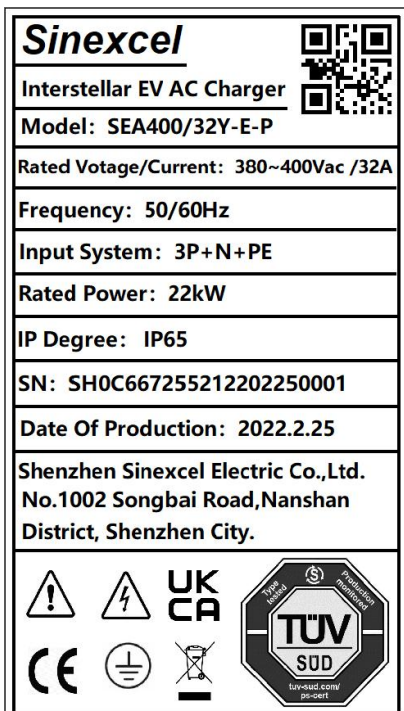 Sinexcel
Interstellar EV AC Charger
Model: SEA400/32Y-E-P
Rated Votage/Current: 380~400Vac /32A
Frequency: 50/60Hz
Input System: 3P+N+PE
Rated Power: 22kW
IP Degree: IP65
SN: SH0C667255212202250001
Date Of Production: 2022.2.25
Shenzhen Sinexcel Electric Co.,Ltd.
No.1002 Songbai Road,Nanshan
District, Shenzhen City.
UK
CA
CE
Type
tested
S
Production
monitored
TÜV
SÜD
tuv-sud.com/
ps-cert